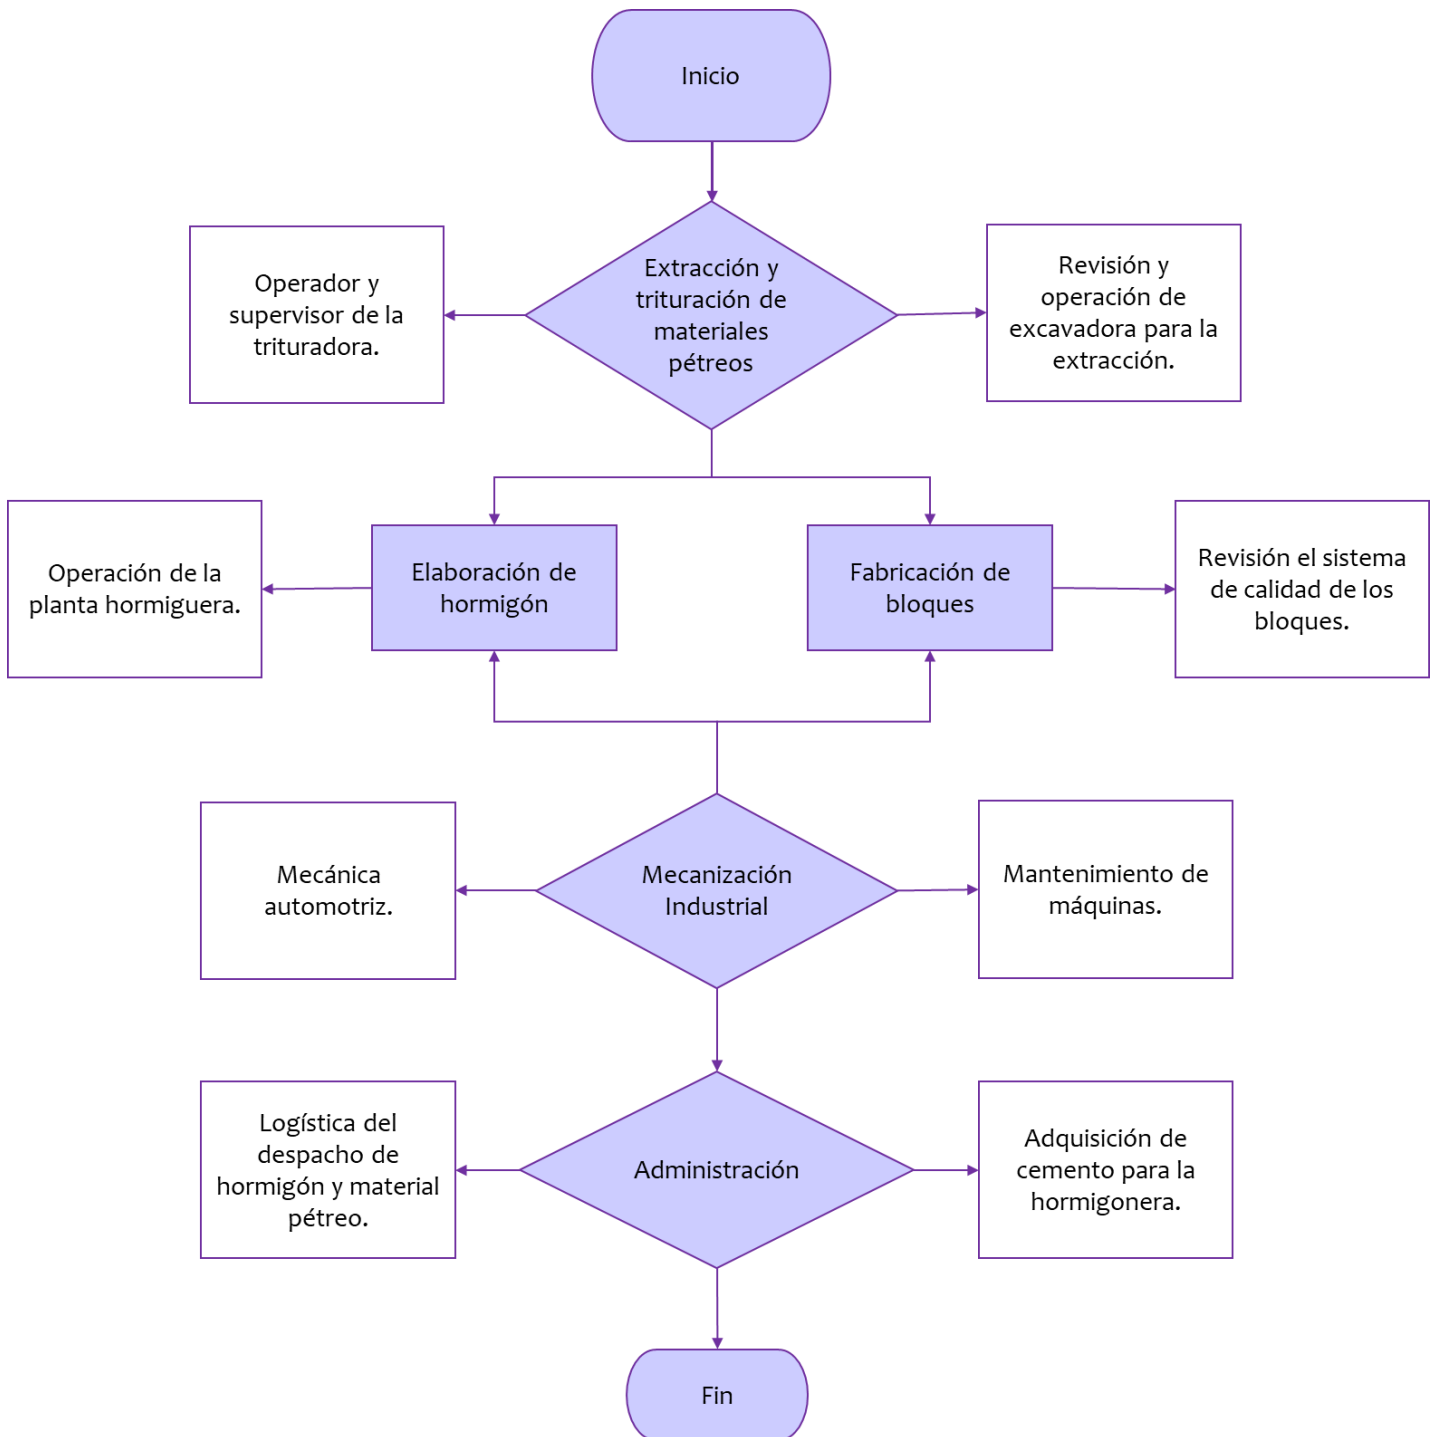 Inicio
Operador y
supervisor de la
trituradora.
Extracción y
trituración de
materiales
pétreos
Revisión y
operación de
excavadora para la
extracción.
Operación de la
planta hormiguera.
Elaboración de
hormigón
Fabricación de
bloques
Revisión el sistema
de calidad de los
bloques.
Mecánica
automotriz.
Mecanización
Industrial
Mantenimiento de
máquinas.
Logística del
despacho de
hormigón y material
pétreo.
Administración
Adquisición de
cemento para la
hormigonera.
Fin